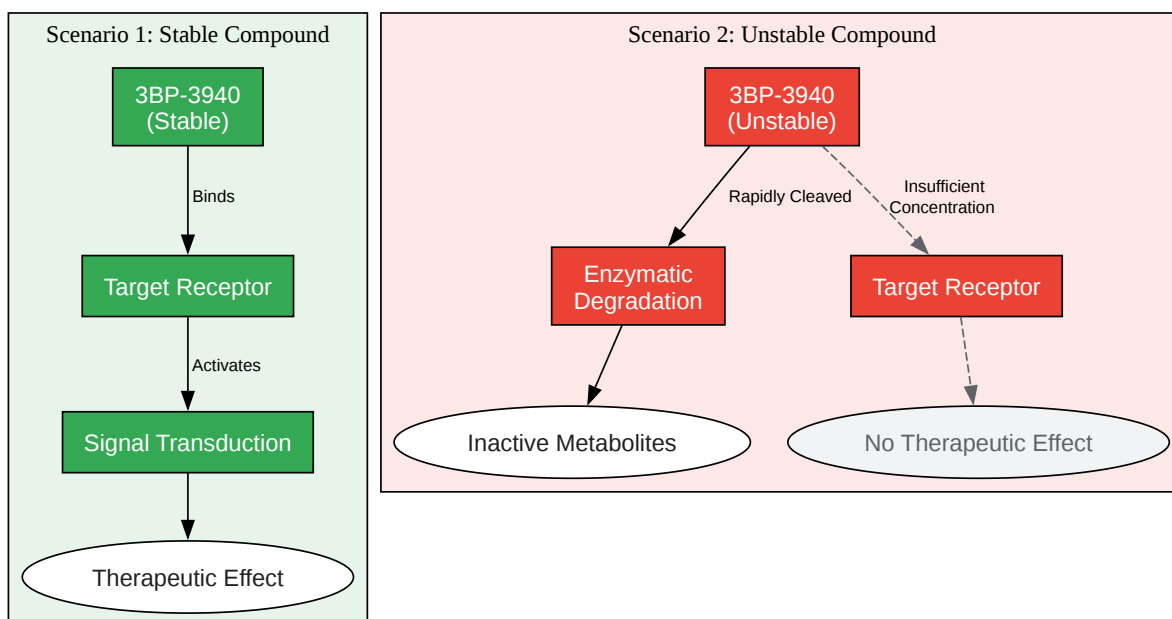 Scenario 1: Stable Compound
3BP-3940
(Stable)
Binds
Target Receptor
Activates
Signal Transduction
Therapeutic Effect
Scenario 2: Unstable Compound
3BP-3940
(Unstable)
Rapidly Cleaved
Insufficient
Concentration
Enzymatic
Degradation
Target Receptor
Inactive Metabolites
No Therapeutic Effect